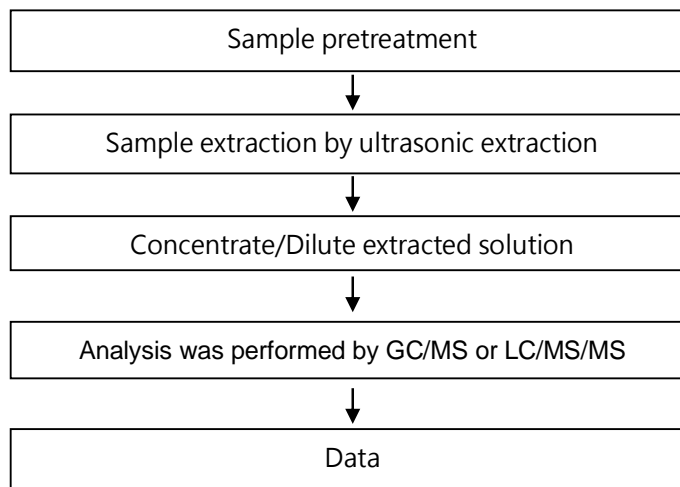 Sample pretreatment
Sample extraction by ultrasonic extraction
Concentrate/Dilute extracted solution
Analysis was performed by GC/MS or LC/MS/MS
Data